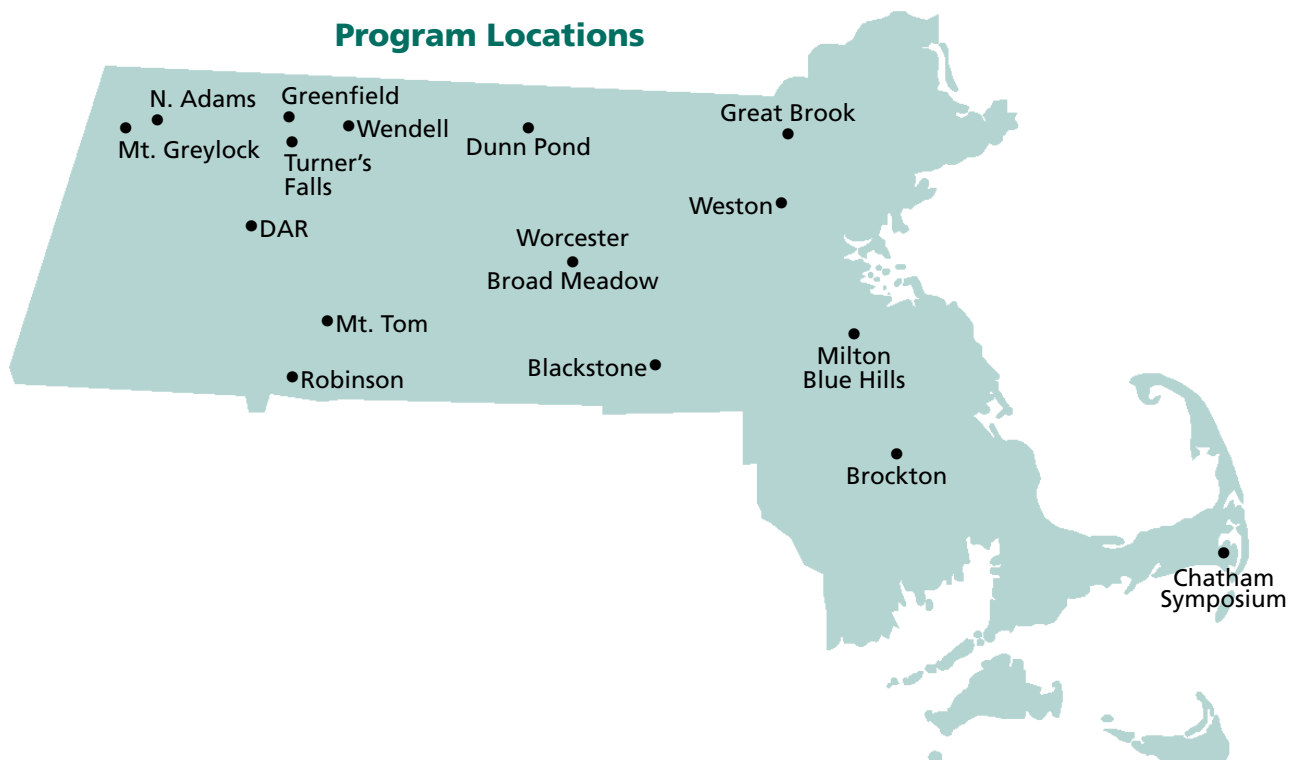 Program Locations
N. Adams
Greenfield
Mt. Greylock
Wendell
Turner's
Falls
Dunn Pond
Great Brook
Weston
DAR
Worcester
Broad Meadow
Mt. Tom
Robinson
Blackstone
Milton
Blue Hills
Brockton
Chatham
Symposium